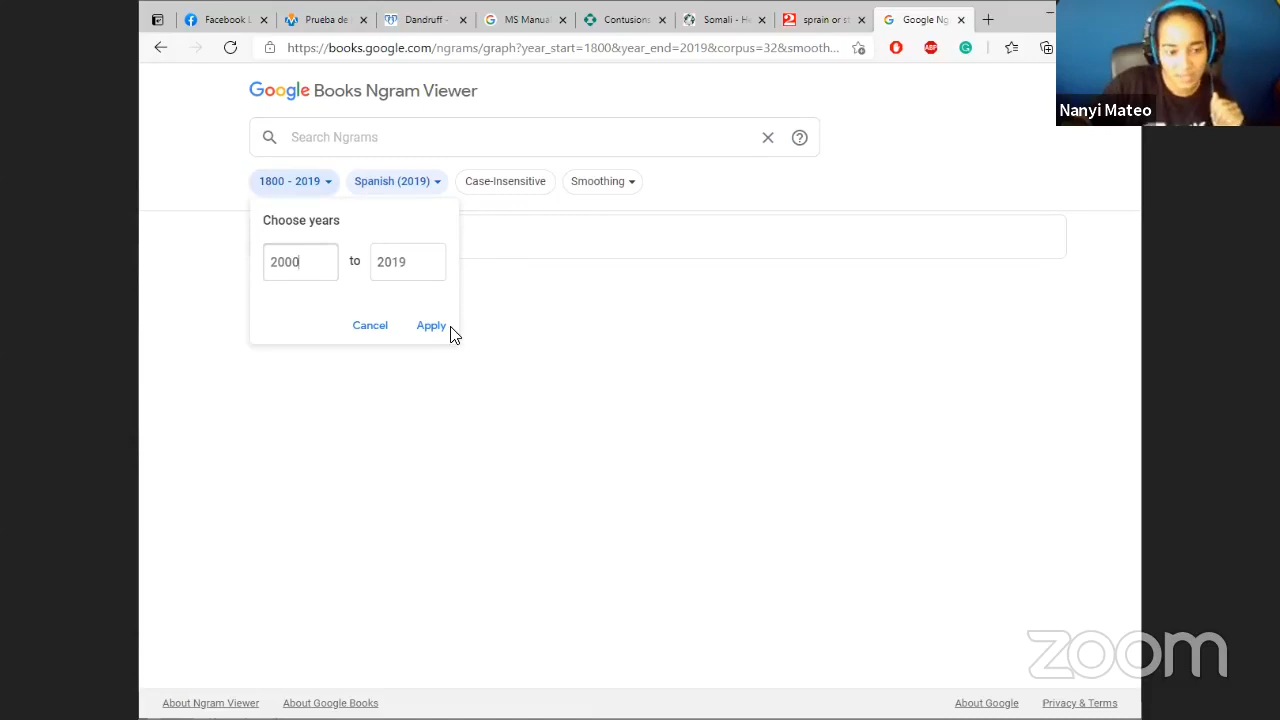 Facebook L
Prueba de
Dandruff -
MS Manual
Contusions
Somali - He
sprain or st
Google Ng
https://books.google.com/ngrams/graph?year_start=1800&year_end=2019&corpus=32&smooth...
ABP
Nanyi Mateo
Google Books Ngram Viewer
Search Ngrams
1800 - 2019
Spanish (2019)
Case-Insensitive
Smoothing
Choose years
2000 to 2019
Cancel
Apply
zoom
About Ngram Viewer
About Google Books
About Google
Privacy & Terms